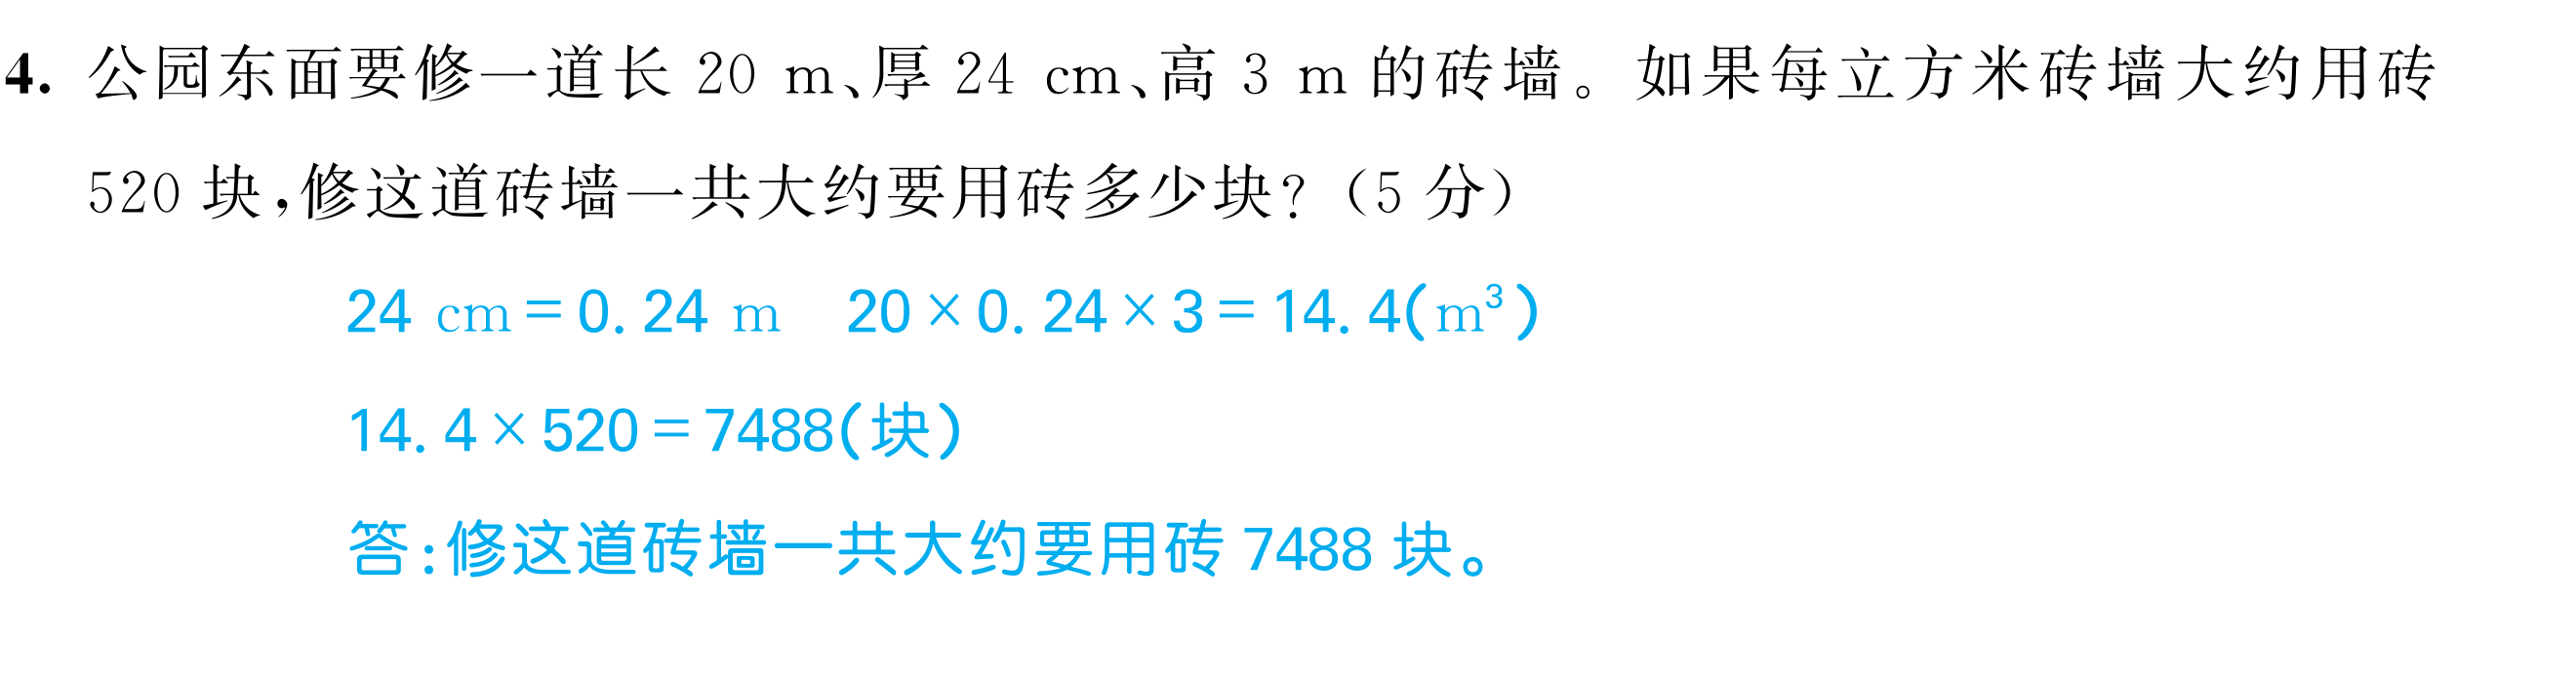 4. 公园东面要修一道长 20 m、厚 24 cm、高 3 m 的砖墙。如果每立方米砖墙大约用砖
520 块,修这道砖墙一共大约要用砖多少块?(5 分)
24 cm=0.24 m 20×0.24×3=14.4(m³)
14.4×520=7488(块)
答:修这道砖墙一共大约要用砖 7488 块。